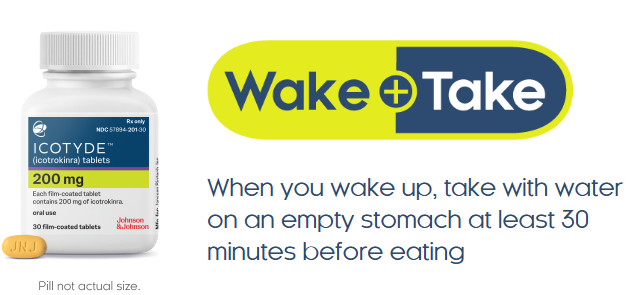 Rx only
NDC 57894-201-30
ICOTYDE™
(icotrokinra) tablets
200 mg
Each film-coated tablet
contains 200 mg of icotrokinra.
oral use
30 film-coated tablets
Johnson
&Johnson
JNJ
Pill not actual size.
Wake + Take
When you wake up, take with water
on an empty stomach at least 30
minutes before eating